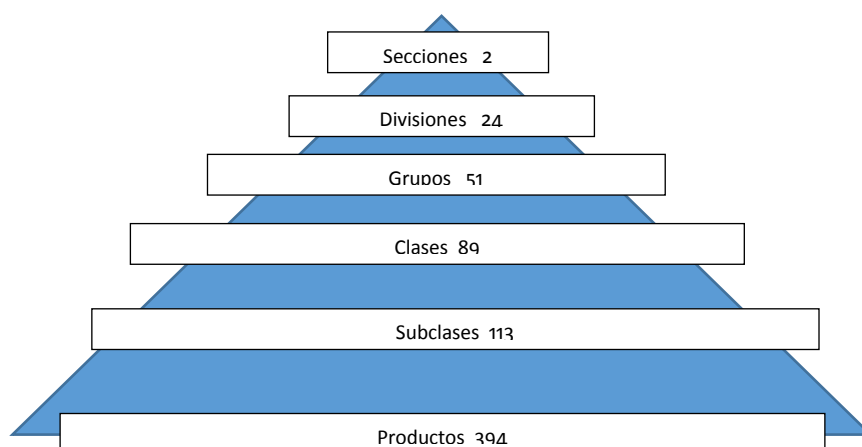 Secciones 2
Divisiones 24
Grupos 51
Clases 89
Subclases 113
Productos 394